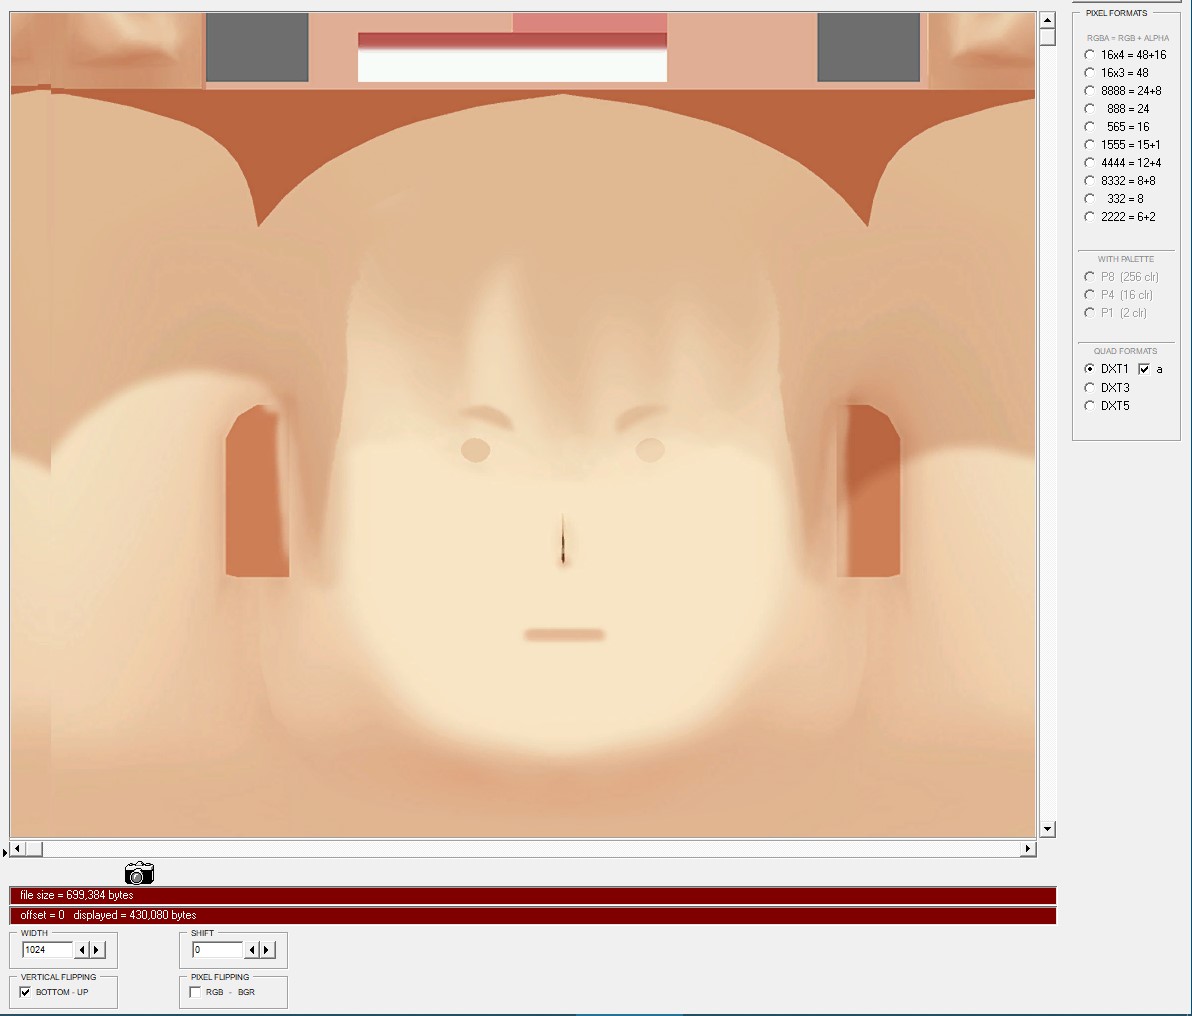 PIXEL FORMATS
RGBA = RGB + ALPHA
16x4 = 48+16
16x3 = 48
8888 = 24+8
888 = 24
565 = 16
1555 = 15+1
4444 = 12+4
8332 = 8+8
332 = 8
2222 = 6+2
WITH PALETTE
P8 (256 clr)
P4 (16 clr)
P1 (2 clr)
QUAD FORMATS
DXT1 a
DXT3
DXT5
file size = 699,384 bytes
offset = 0 displayed = 430,080 bytes
WIDTH
1024
SHIFT
0
VERTICAL FLIPPING
BOTTOM - UP
PIXEL FLIPPING
RGB - BGR